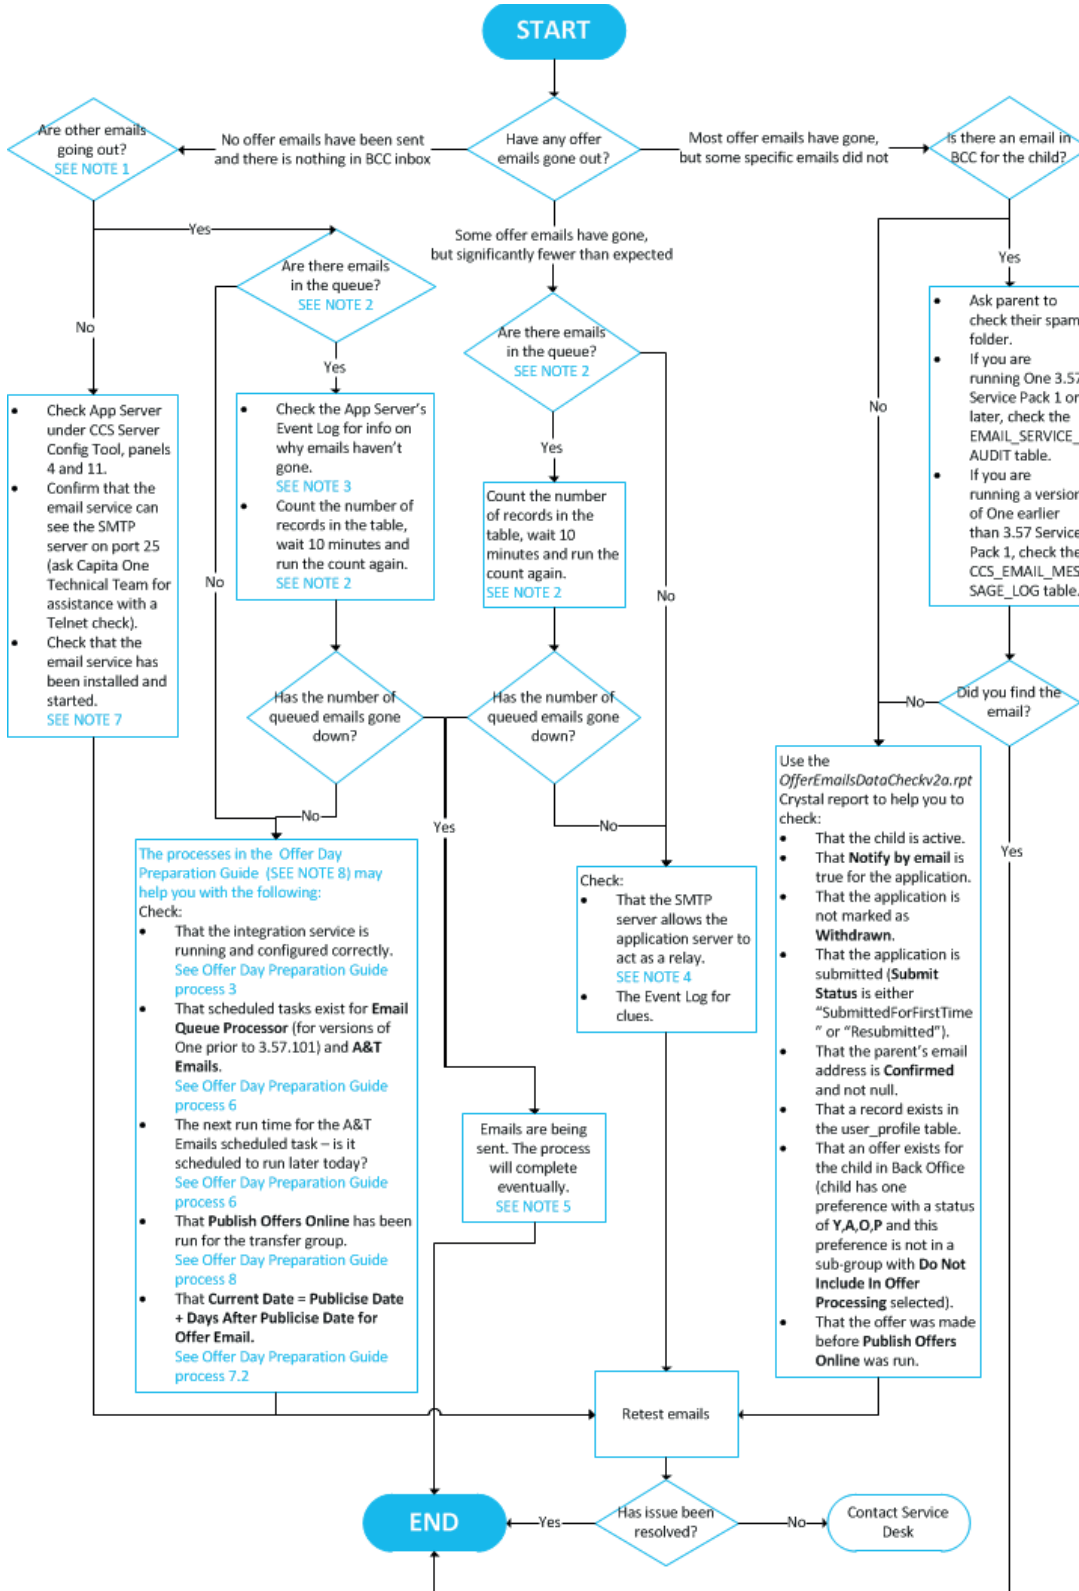 START
Have any offer
emails gone out?
No offer emails have been sent
and there is nothing in BCC inbox
Most offer emails have gone,
but some specific emails did not
Some offer emails have gone,
but significantly fewer than expected
Are other emails
going out?
SEE NOTE 1
Yes
No
Are there emails
in the queue?
SEE NOTE 2
No
Yes
• Check App Server
under CCS Server
Config Tool, panels
4 and 11.
• Confirm that the
email service can
see the SMTP
server on port 25
(ask Capita One
Technical Team for
assistance with a
Telnet check).
• Check that the
email service has
been installed and
started.
SEE NOTE 7
• Check the App Server's
Event Log for info on
why emails haven't
gone.
SEE NOTE 3
• Count the number of
records in the table,
wait 10 minutes and
run the count again.
SEE NOTE 2
Has the number of
queued emails gone
down?
No
Yes
The processes in the Offer Day
Preparation Guide (SEE NOTE 8) may
help you with the following:
Check:
• That the integration service is
running and configured correctly.
See Offer Day Preparation Guide
process 3
• That scheduled tasks exist for Email
Queue Processor (for versions of
One prior to 3.57.101) and A&T
Emails.
See Offer Day Preparation Guide
process 6
• The next run time for the A&T
Emails scheduled task – is it
scheduled to run later today?
See Offer Day Preparation Guide
process 6
• That Publish Offers Online has been
run for the transfer group.
See Offer Day Preparation Guide
process 8
• That Current Date = Publicise Date
+ Days After Publicise Date for
Offer Email.
See Offer Day Preparation Guide
process 7.2
Are there emails
in the queue?
SEE NOTE 2
Yes
No
Count the number
of records in the
table, wait 10
minutes and run the
count again.
SEE NOTE 2
Has the number of
queued emails gone
down?
No
Check:
• That the SMTP
server allows the
application server to
act as a relay.
SEE NOTE 4
• The Event Log for
clues.
Emails are being
sent. The process
will complete
eventually.
SEE NOTE 5
Is there an email in
BCC for the child?
No
Yes
• Ask parent to
check their spam
folder.
• If you are
running One 3.57
Service Pack 1 or
later, check the
EMAIL_SERVICE_
AUDIT table.
• If you are
running a version
of One earlier
than 3.57 Service
Pack 1, check the
CCS_EMAIL_MES
SAGE_LOG table.
Did you find the
email?
No
Yes
Use the
OfferEmailsDataCheckv2a.rpt
Crystal report to help you to
check:
• That the child is active.
• That Notify by email is
true for the application.
• That the application is
not marked as
Withdrawn.
• That the application is
submitted (Submit
Status is either
“SubmittedForFirstTime
” or “Resubmitted”).
• That the parent's email
address is Confirmed
and not null.
• That a record exists in
the user_profile table.
• That an offer exists for
the child in Back Office
(child has one
preference with a status
of Y,A,O,P and this
preference is not in a
sub-group with Do Not
Include In Offer
Processing selected).
• That the offer was made
before Publish Offers
Online was run.
Retest emails
Has issue been
resolved?
Yes
No
END
Contact Service
Desk